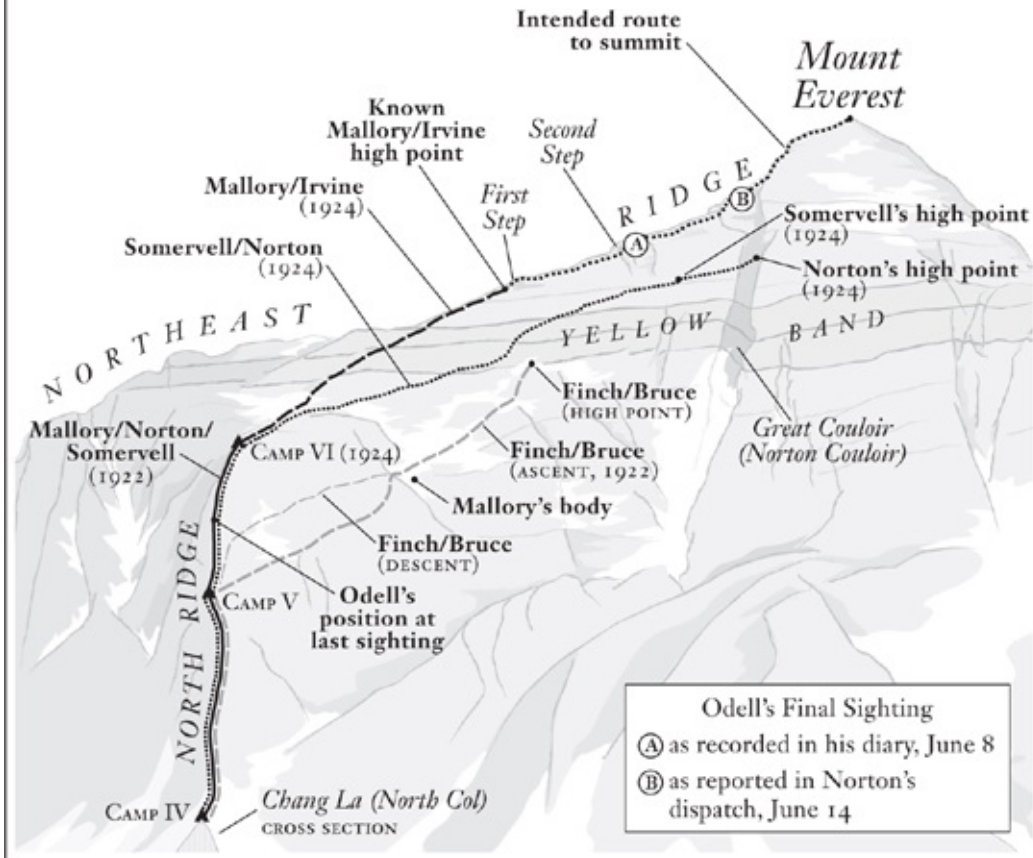 Intended route
to summit
Mount
Everest
Known
Mallory/Irvine
high point
Second
Step
Mallory/Irvine
(1924)
First
Step
RIDGE
B
Somervell's high point
(1924)
Somervell/Norton
(1924)
A
Norton's high point
(1924)
NORTHEAST
YELLOW BAND
Finch/Bruce
(HIGH POINT)
Mallory/Norton/
Somervell
(1922)
CAMP VI (1924)
Finch/Bruce
(ASCENT, 1922)
Great Couloir
(Norton Couloir)
Mallory's body
Finch/Bruce
(DESCENT)
NORTH RIDGE
CAMP V
Odell's
position at
last sighting
CAMP IV
Chang La (North Col)
CROSS SECTION
Odell's Final Sighting
A as recorded in his diary, June 8
B as reported in Norton's
dispatch, June 14